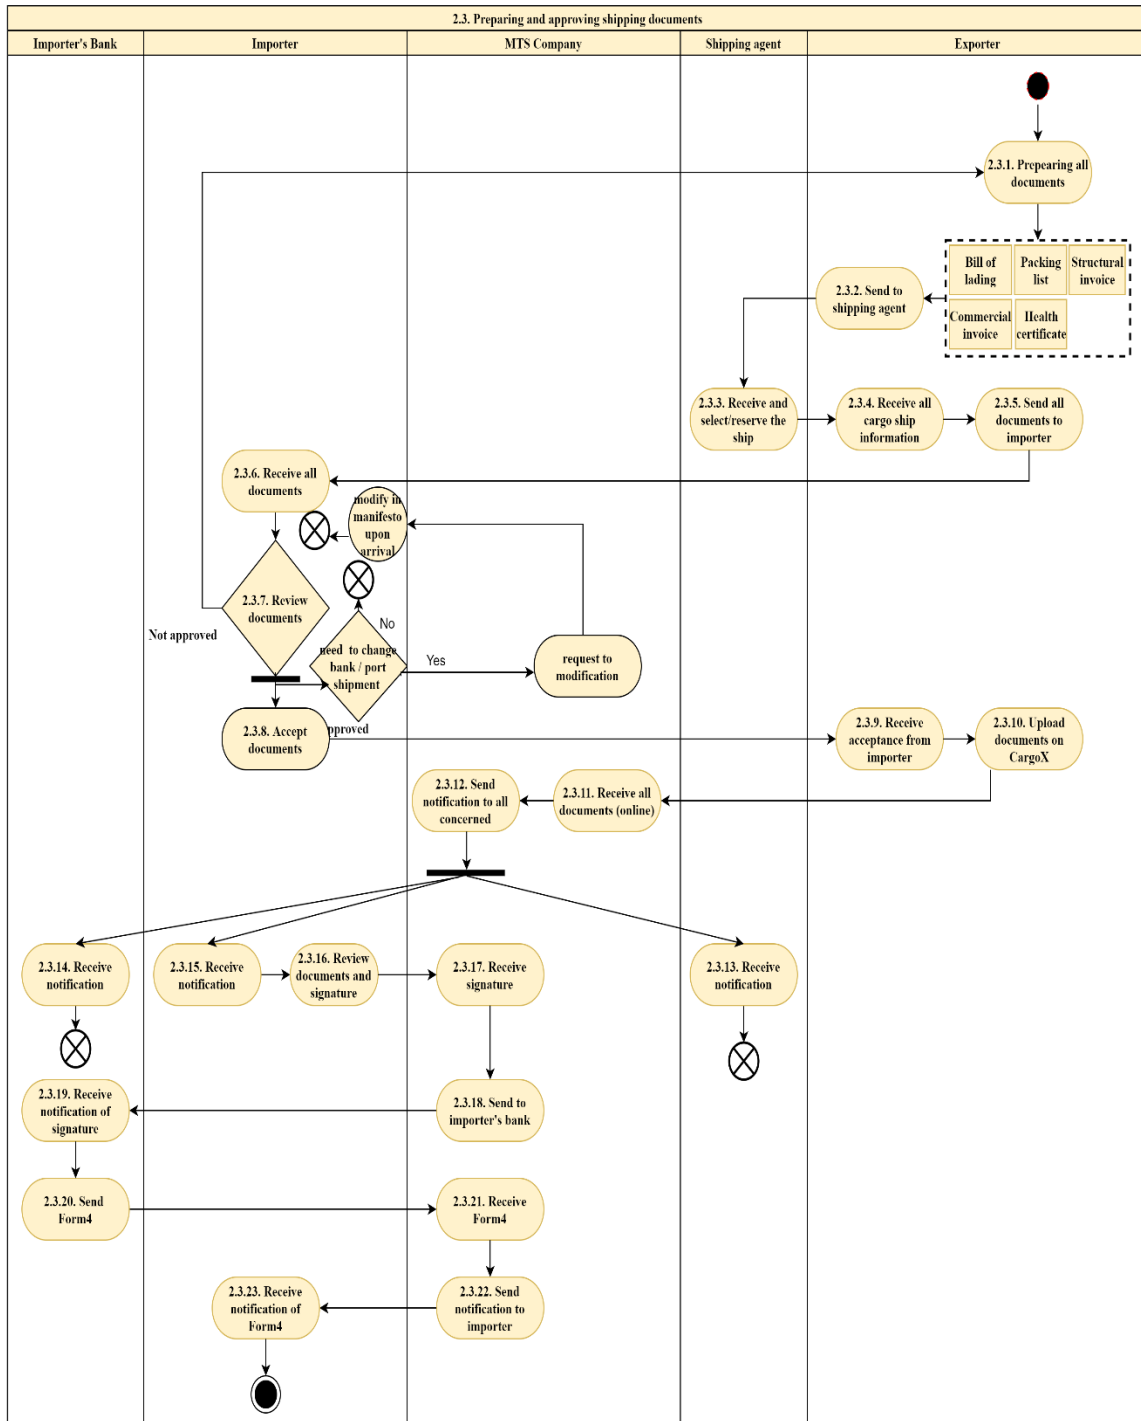 2.3. Preparing and approving shipping documents
Importer's Bank
Importer
MTS Company
Shipping agent
Exporter
2.3.1. Prepearing all
documents
Bill of
lading
Packing
list
Structural
invoice
Commercial
invoice
Health
certificate
2.3.2. Send to
shipping agent
2.3.3. Receive and
select/reserve the
ship
2.3.4. Receive all
cargo ship
information
2.3.5. Send all
documents to
importer
2.3.6. Receive all
documents
modify in
manifesto
upon
arrival
2.3.7. Review
documents
Not approved
No
need to change
bank / port
shipment
Yes
request to
modification
2.3.8. Accept
documents
pproved
2.3.9. Receive
acceptance from
importer
2.3.10. Upload
documents on
CargoX
2.3.12. Send
notification to all
concerned
2.3.11. Receive all
documents (online)
2.3.14. Receive
notification
2.3.15. Receive
notification
2.3.16. Review
documents and
signature
2.3.17. Receive
signature
2.3.13. Receive
notification
2.3.19. Receive
notification of
signature
2.3.18. Send to
importer's bank
2.3.20. Send
Form4
2.3.21. Receive
Form4
2.3.23. Receive
notification of
Form4
2.3.22. Send
notification to
importer